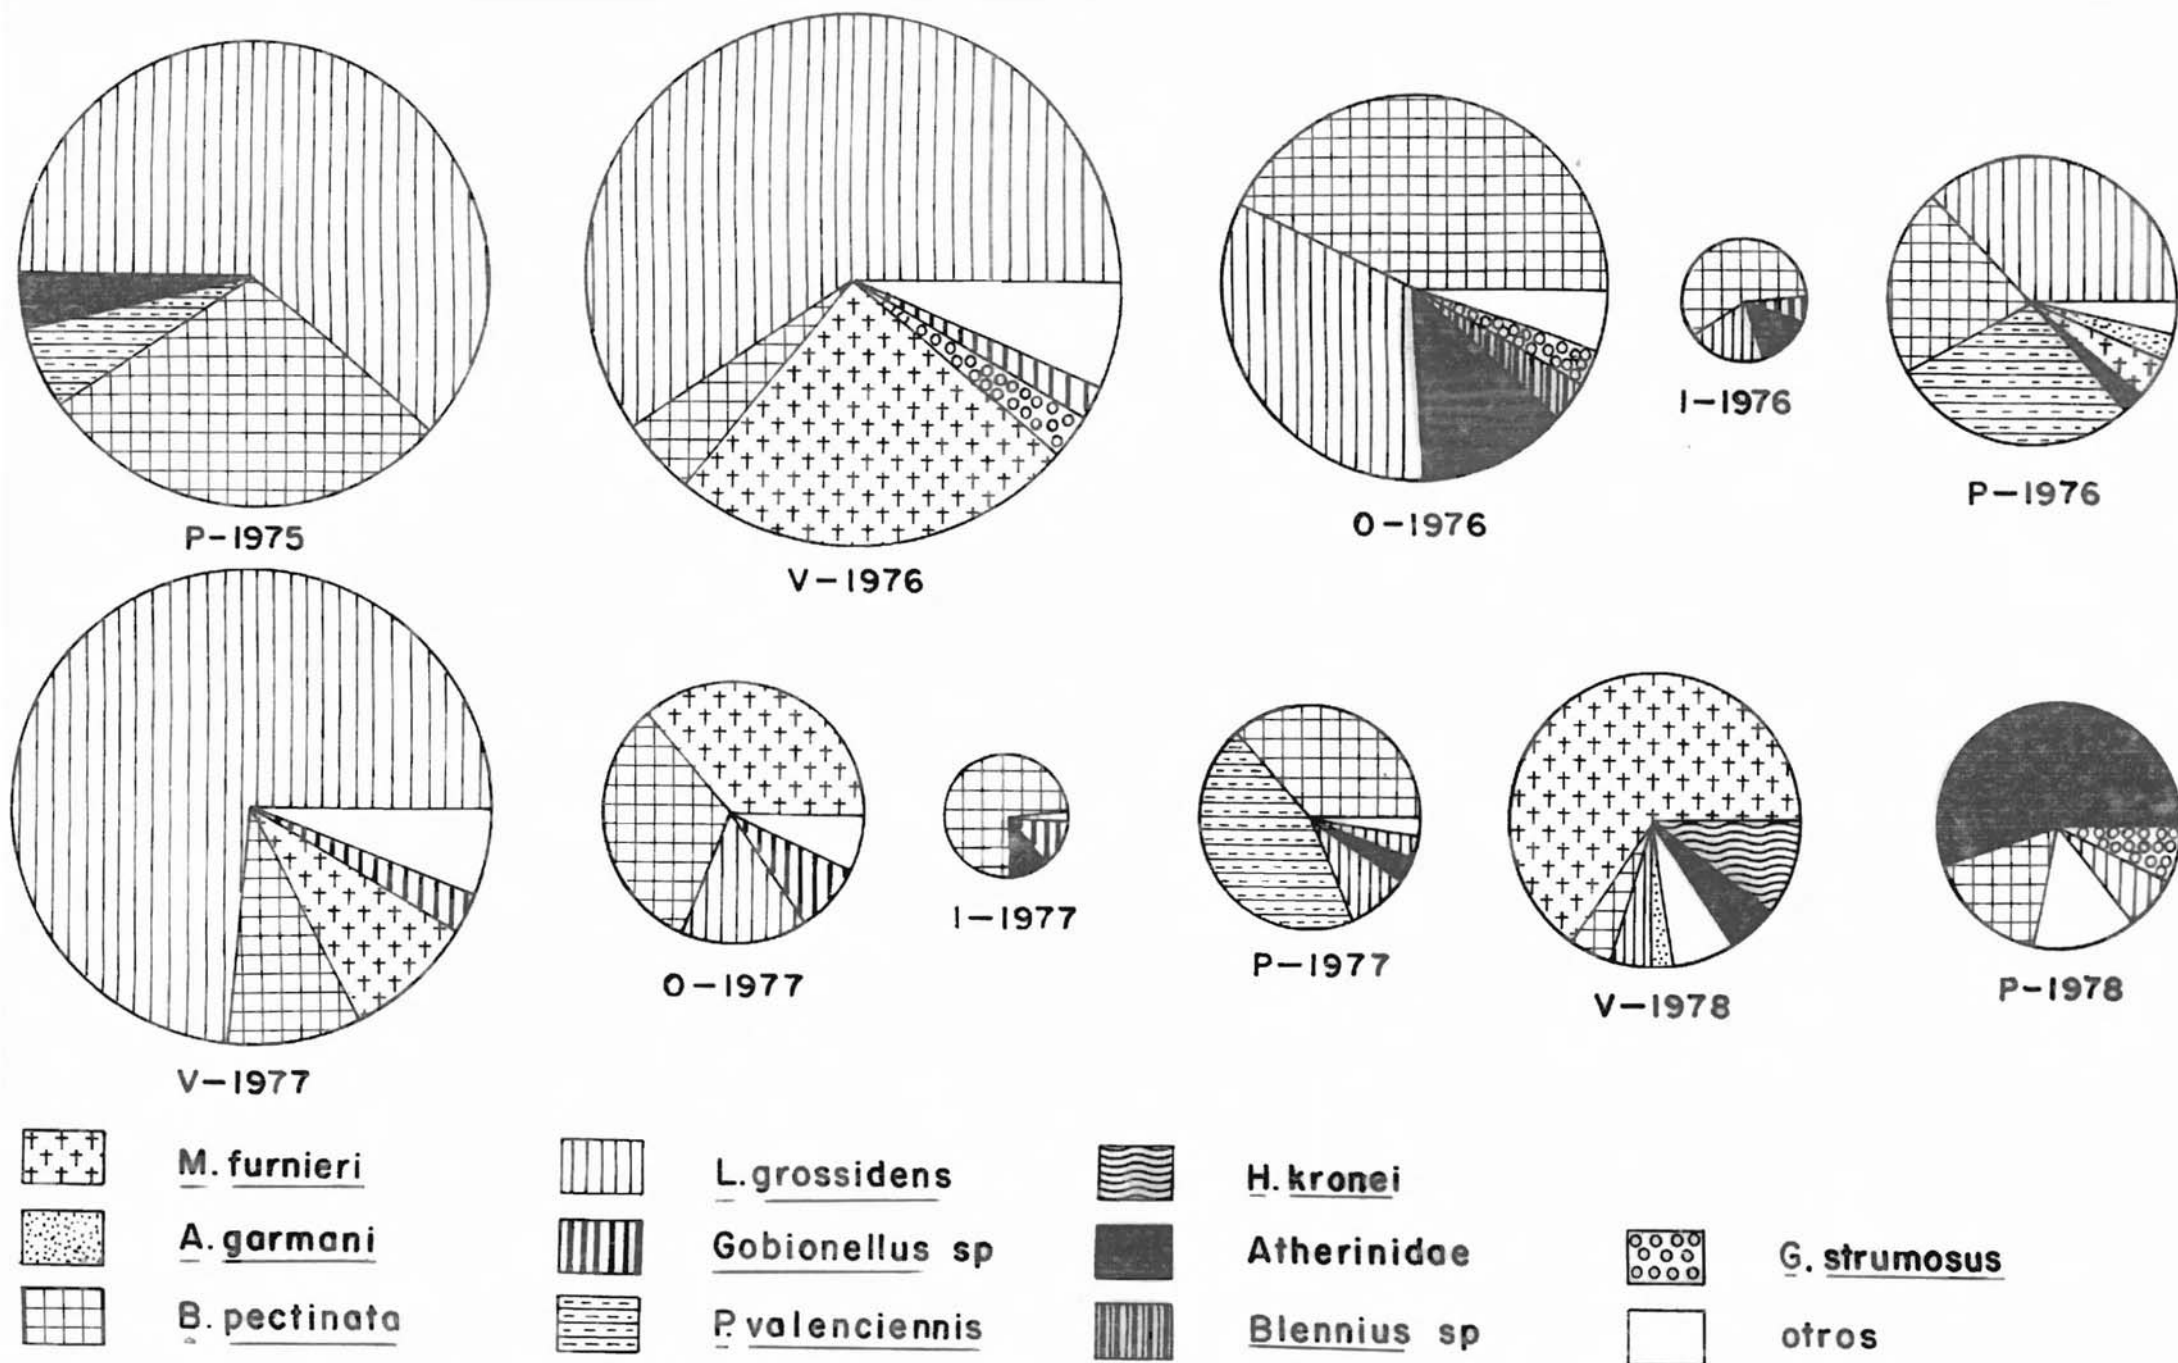 P-1975
V-1976
O-1976
I-1976
P-1976
V-1977
O-1977
I-1977
P-1977
V-1978
P-1978
M. furnieri
A. garmani
B. pectinata
L. grossidens
Gobionellus sp
P. valenciennis
H. kronei
Atherinidae
Blennius sp
G. strumosus
otros